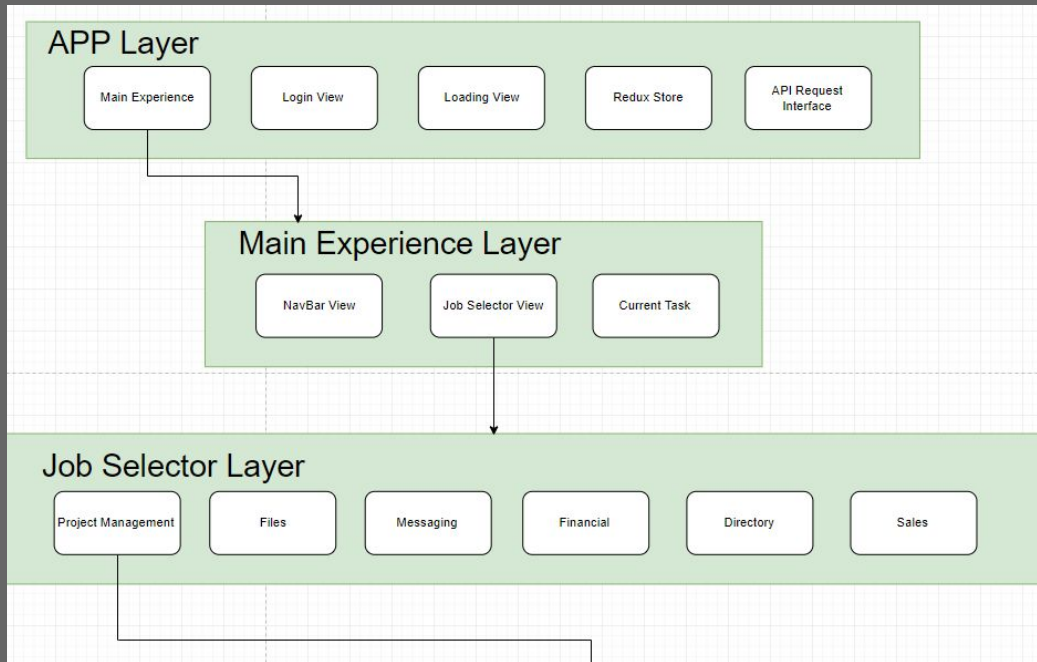 APP Layer
Main Experience
Login View
Loading View
Redux Store
API Request
Interface
Main Experience Layer
NavBar View
Job Selector View
Current Task
Job Selector Layer
Project Management
Files
Messaging
Financial
Directory
Sales